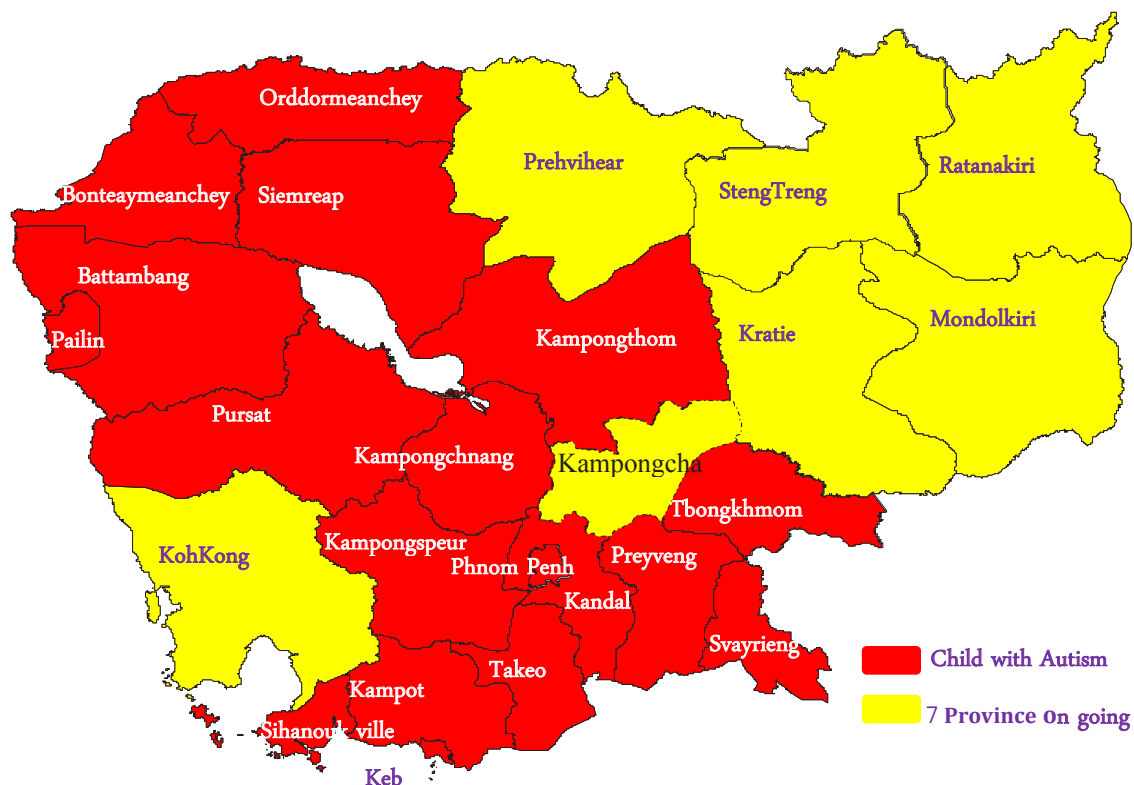 Orddormeanchey
Prehvihear
Ratanakiri
StengTreng
Bonteaymeanchey
Siemreap
Battambang
Mondolkiri
Kratie
Pailin
Kampongthom
Pursat
Kampongchnang
Kampongcha
Tbongkhmom
Kampongspeur
KohKong
Preyveng
Phnom Penh
Kandal
Svayrieng
Child with Autism
Takeo
Kampot
7 Province on going
Sihanouk ville
Keb